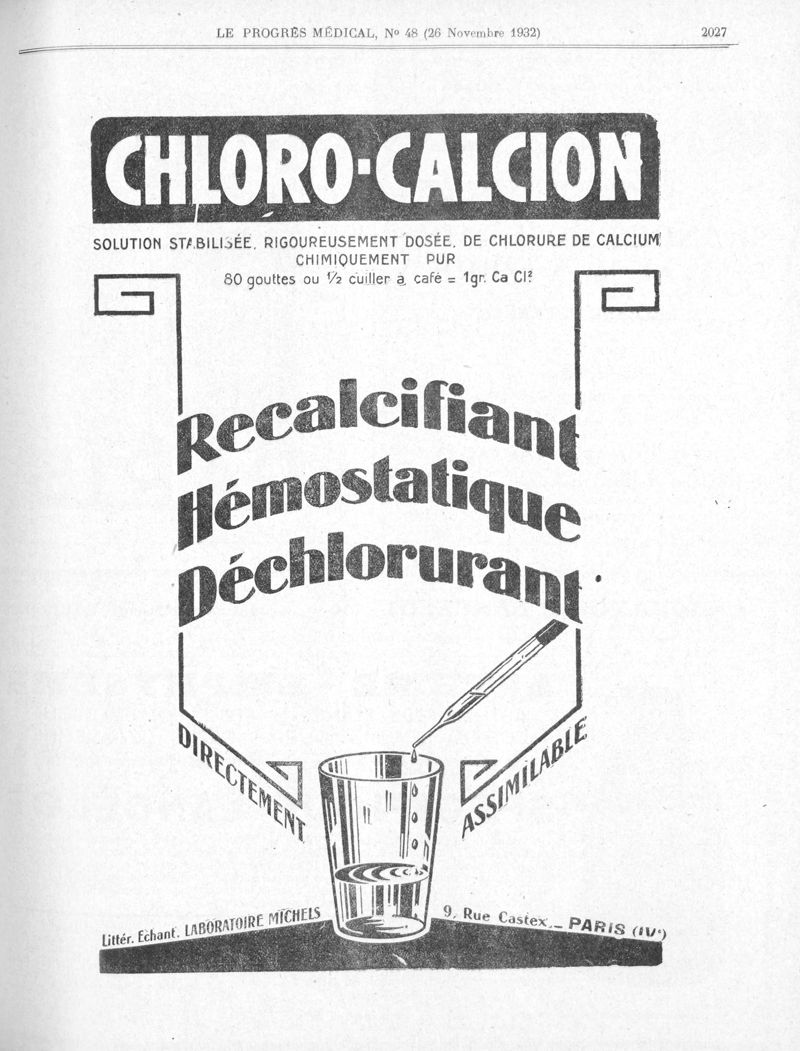 LE PROGRÈS MÉDICAL, Nº 48 (26 Novembre 1932) 2027
CHLORO-CALCION
SOLUTION STABILISÉE, RIGOUREUSEMENT DOSÉE, DE CHLORURE DE CALCIUM
CHIMIQUEMENT PUR
80 gouttes ou ½ cuiller à café = 1gr. Ca Cl²
Recalcifiant
Hémostatique
Déchlorurant
DIRECTEMENT
ASSIMILABLE
Littér. Echant. LABORATOIRE MICHELS
9, Rue Castex _ PARIS (IVᵉ)